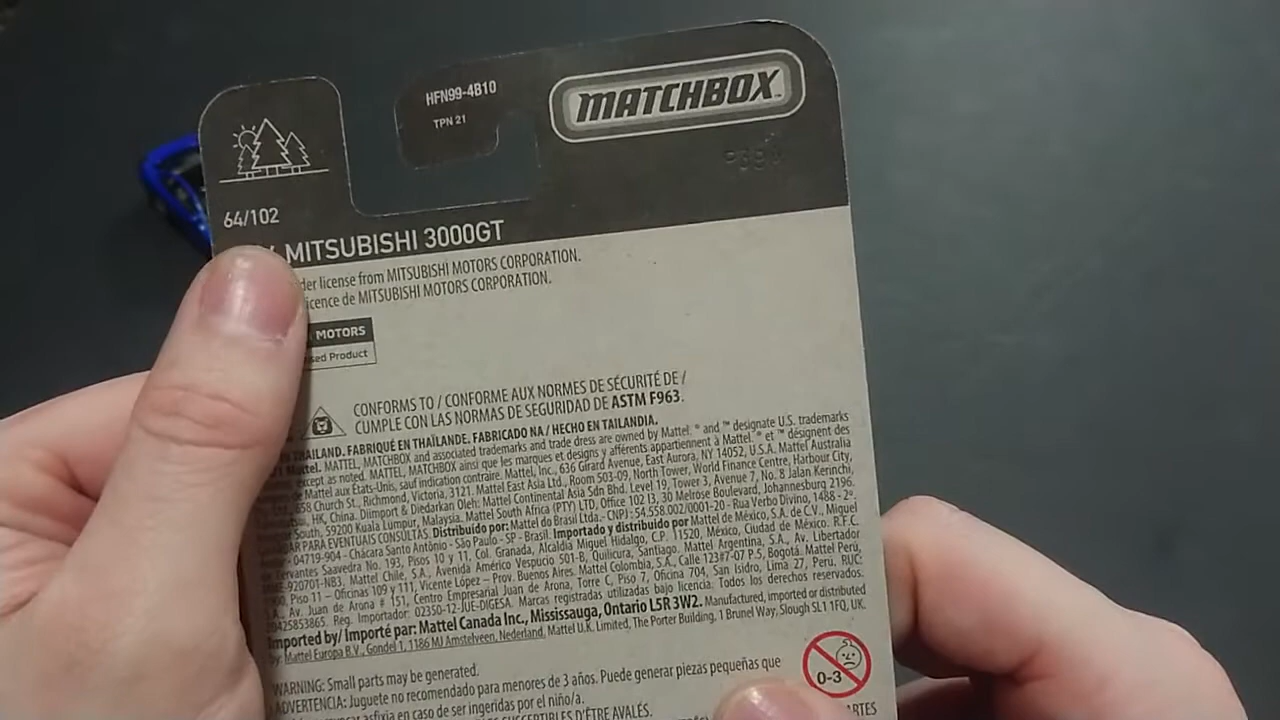 HFN99-4B10
TPN 21
MATCHBOX
64/102
MITSUBISHI 3000GT
der license from MITSUBISHI MOTORS CORPORATION.
icence de MITSUBISHI MOTORS CORPORATION.
MOTORS
sed Product
CONFORMS TO / CONFORME AUX NORMES DE SÉCURITÉ DE /
CUMPLE CON LAS NORMAS DE SEGURIDAD DE ASTM F963.
THAILAND. FABRIQUÉ EN THAÏLANDE. FABRICADO NA / HECHO EN TAILANDIA.
Mattel. MATTEL, MATCHBOX and associated trademarks and trade dress are owned by Mattel. ® and ™ designate U.S. trademarks
except as noted. MATTEL, MATCHBOX ainsi que les marques et designs y afférents appartiennent à Mattel. ® et ™ désignent des
de Mattel aux États-Unis, sauf indication contraire. Mattel, Inc., 636 Girard Avenue, East Aurora, NY 14052, U.S.A. Mattel Australia
Ltd., 658 Church St., Richmond, Victoria, 3121. Mattel East Asia Ltd., Room 503-09, North Tower, World Finance Centre, Harbour City,
HK, China. Diimport & Diedarkan Oleh: Mattel Continental Asia Sdn Bhd. Level 19, Tower 3, Avenue 7, No. 8 Jalan Kerinchi,
South, 59200 Kuala Lumpur, Malaysia. Mattel South Africa (PTY) LTD, Office 102 I3, 30 Melrose Boulevard, Johannesburg 2196.
PARA EVENTUAIS CONSULTAS. Distribuído por: Mattel do Brasil Ltda.- CNPJ : 54.558.002/0001-20 - Rua Verbo Divino, 1488 - 2º.
- 04719-904 - Chácara Santo Antônio - São Paulo - SP - Brasil. Importado y distribuido por Mattel de México, S.A. de C.V., Miguel
de Cervantes Saavedra No. 193, Pisos 10 y 11, Col. Granada, Alcaldía Miguel Hidalgo, C.P. 11520, México, Ciudad de México. R.F.C.
-920701-NB3. Mattel Chile, S.A., Avenida Américo Vespucio 501-B, Quilicura, Santiago. Mattel Argentina, S.A., Av. Libertador
Piso 11 – Oficinas 109 y 111, Vicente López – Prov. Buenos Aires. Mattel Colombia, S.A., Calle 123#7-07 P.5, Bogotá. Mattel Perú,
S.A., Av. Juan de Arona # 151, Centro Empresarial Juan de Arona, Torre C, Piso 7, Oficina 704, San Isidro, Lima 27, Perú. RUC:
20425853865. Reg. Importador: 02350-12-JUE-DIGESA. Marcas registradas utilizadas bajo licencia. Todos los derechos reservados.
Imported by/ Importé par: Mattel Canada Inc., Mississauga, Ontario L5R 3W2. Manufactured, imported or distributed
by: Mattel Europa B.V., Gondel 1, 1186 MJ Amstelveen, Nederland. Mattel U.K. Limited, The Porter Building, 1 Brunel Way, Slough SL1 1FQ, UK.
0-3
WARNING: Small parts may be generated.
ADVERTENCIA: Juguete no recomendado para menores de 3 años. Puede generar piezas pequeñas que
asfixia en caso de ser ingeridas por el niño/a.
SUSCEPTIBLES D'ÊTRE AVALÉS.